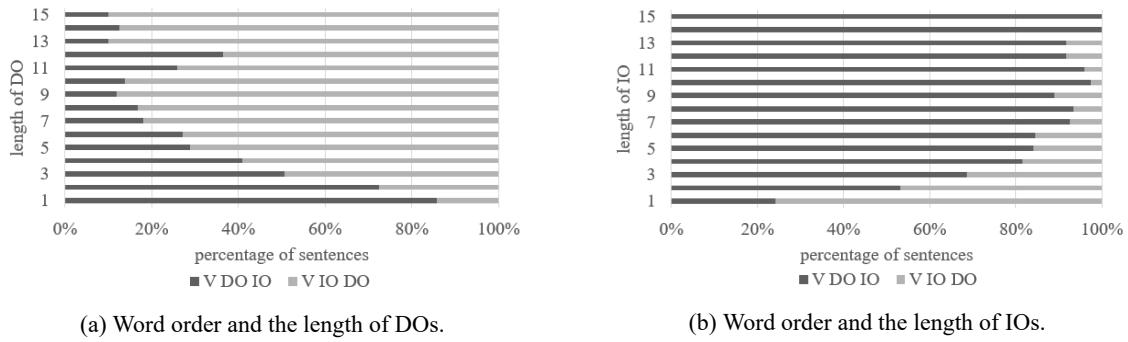 15
13
11
9
7
5
3
1
length of DO
0% 20% 40% 60% 80% 100%
percentage of sentences
V DO IO V IO DO
(a) Word order and the length of DOs.
15
13
11
9
7
5
3
1
length of IO
0% 20% 40% 60% 80% 100%
percentage of sentences
V DO IO V IO DO
(b) Word order and the length of IOs.